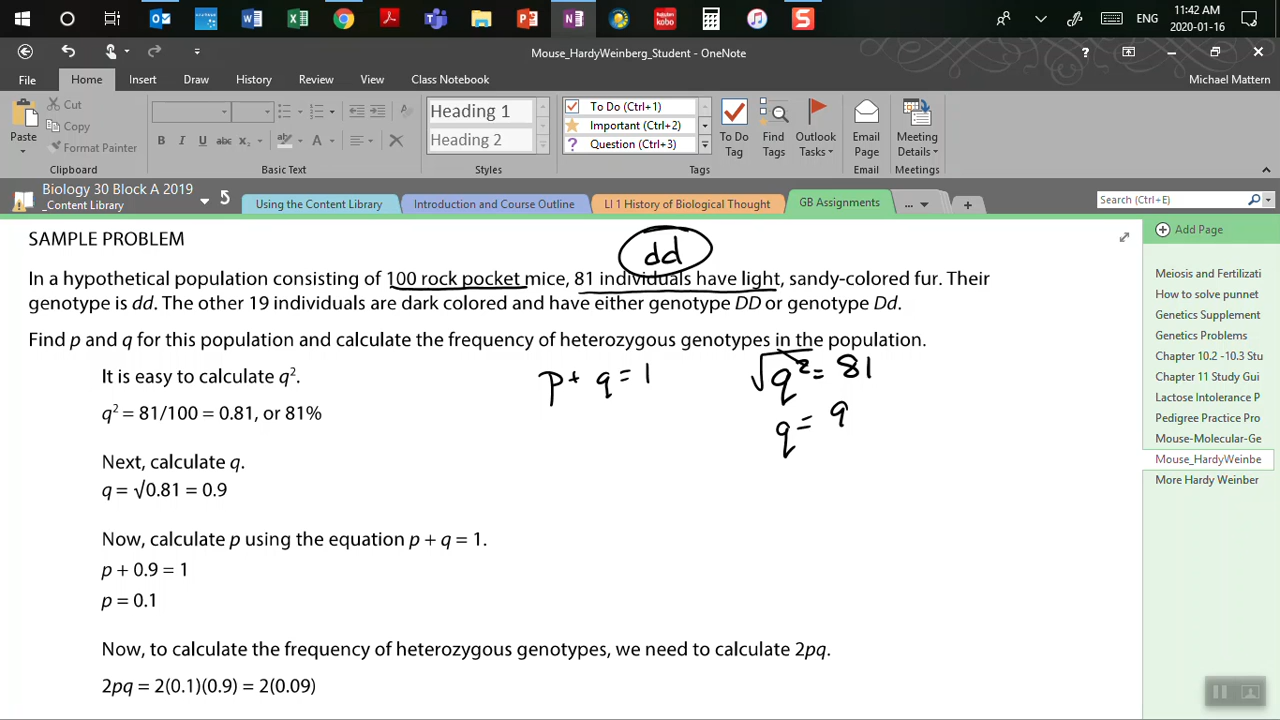 11:42 AM
ENG
2020-01-16
Mouse_HardyWeinberg_Student - OneNote
File Home Insert Draw History Review View Class Notebook
Michael Mattern
Paste
Cut
Copy
Format Painter
Clipboard
B I U ab x₂ A
Basic Text
Heading 1
Heading 2
Styles
To Do (Ctrl+1)
Important (Ctrl+2)
Question (Ctrl+3)
To Do Tag
Find Tags
Outlook Tasks
Tags
Email Page
Email
Meeting Details
Meetings
Biology 30 Block A 2019
_Content Library
Using the Content Library
Introduction and Course Outline
LI 1 History of Biological Thought
GB Assignments
...
Search (Ctrl+E)
Add Page
Meiosis and Fertilizati
How to solve punnet
Genetics Supplement
Genetics Problems
Chapter 10.2 -10.3 Stu
Chapter 11 Study Gui
Lactose Intolerance P
Pedigree Practice Pro
Mouse-Molecular-Ge
Mouse_HardyWeinbe
More Hardy Weinber
SAMPLE PROBLEM
dd
In a hypothetical population consisting of 100 rock pocket mice, 81 individuals have light, sandy-colored fur. Their
genotype is dd. The other 19 individuals are dark colored and have either genotype DD or genotype Dd.
Find p and q for this population and calculate the frequency of heterozygous genotypes in the population.
It is easy to calculate q².
p + q = 1
√q² = 81
q² = 81/100 = 0.81, or 81%
q = 9
Next, calculate q.
q = √0.81 = 0.9
Now, calculate p using the equation p + q = 1.
p + 0.9 = 1
p = 0.1
Now, to calculate the frequency of heterozygous genotypes, we need to calculate 2pq.
2pq = 2(0.1)(0.9) = 2(0.09)